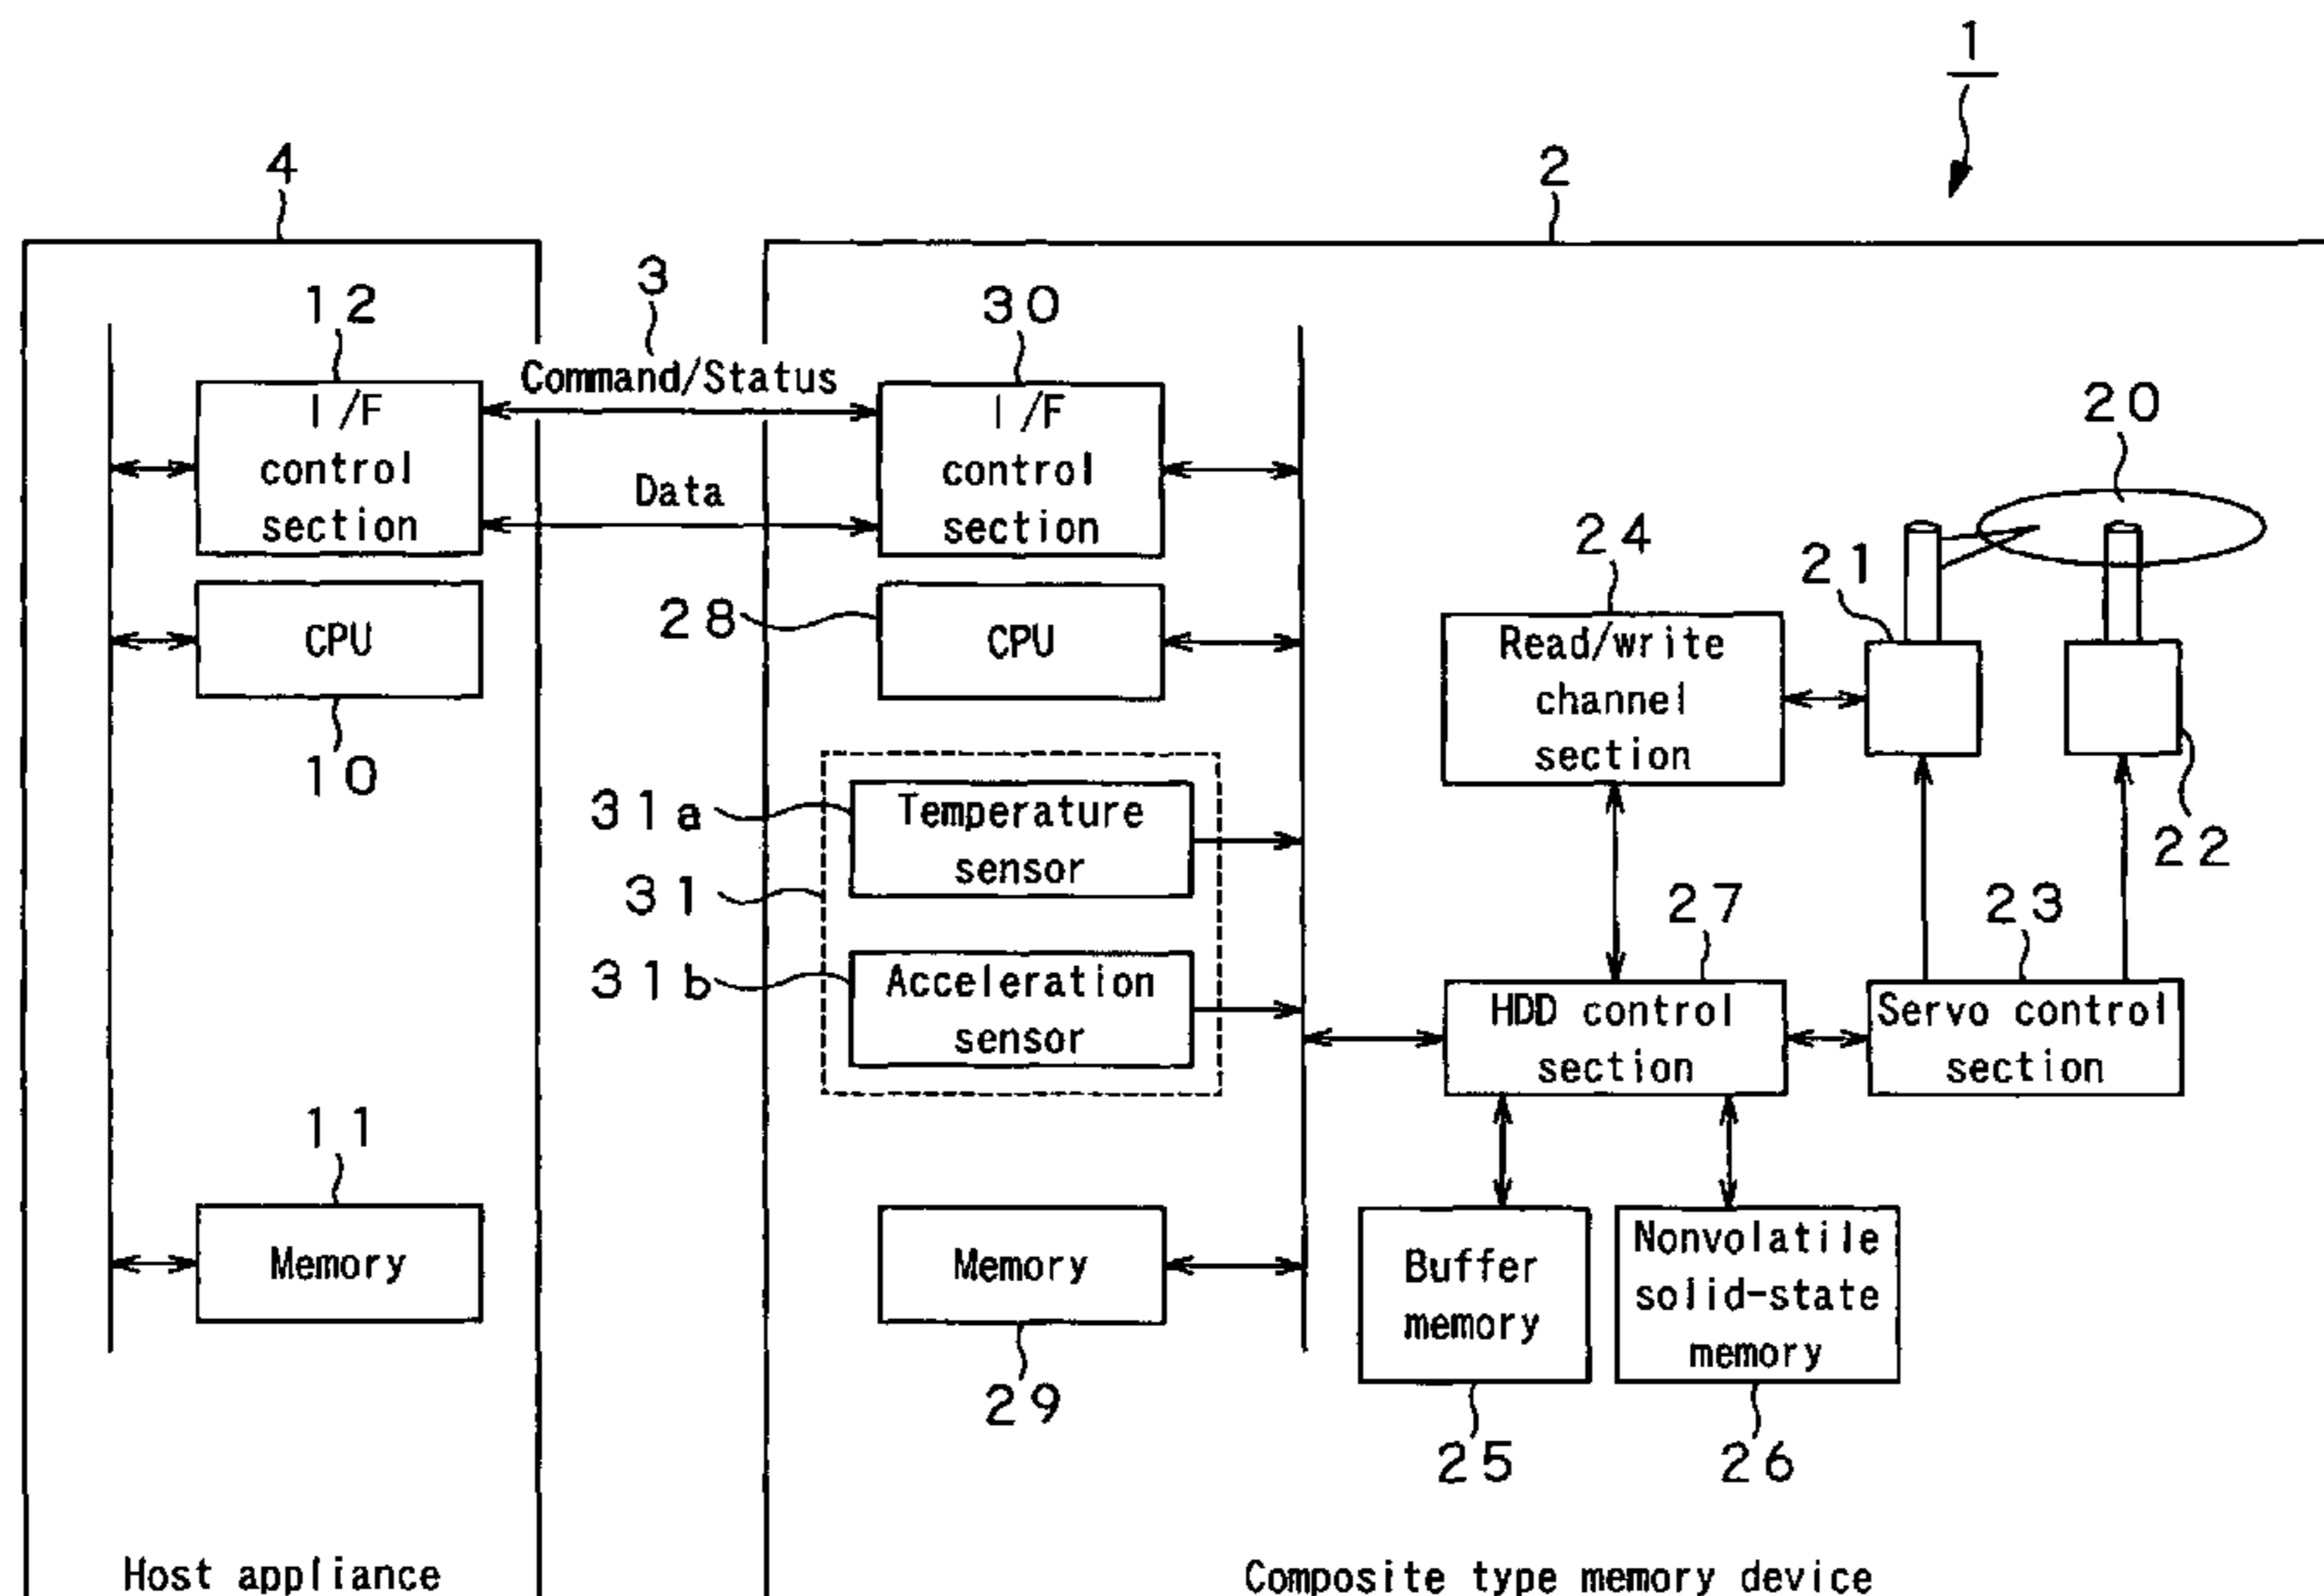 1
4
2
12
3
30
Command/Status
I/F
control
section
I/F
control
section
Data
20
24
21
28
CPU
CPU
Read/write
channel
section
10
22
31a
Temperature
sensor
31
27
23
31b
Acceleration
sensor
HDD control
section
Servo control
section
11
Memory
Memory
Buffer
memory
Nonvolatile
solid-state
memory
29
25
26
Host appliance
Composite type memory device